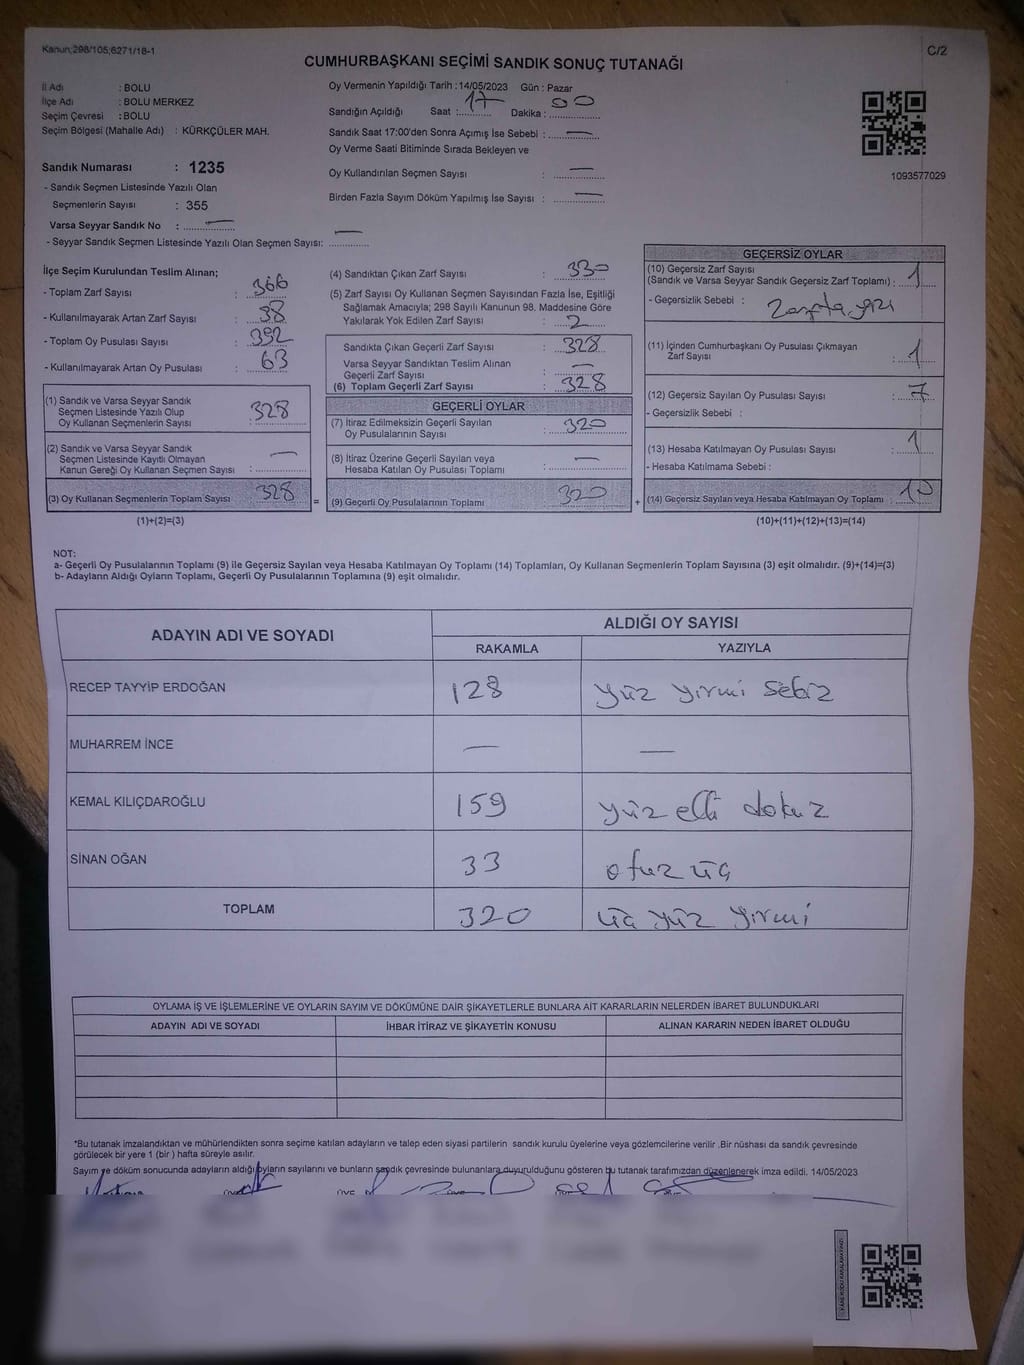 Kanun;298/105;6271/18-1
C/2
CUMHURBAŞKANI SEÇİMİ SANDIK SONUÇ TUTANAĞI
İl Adı : BOLU
İlçe Adı : BOLU MERKEZ
Seçim Çevresi : BOLU
Seçim Bölgesi (Mahalle Adı) : KÜRKÇÜLER MAH.
Sandık Numarası : 1235
- Sandık Seçmen Listesinde Yazılı Olan
Seçmenlerin Sayısı : 355
Varsa Seyyar Sandık No : —
- Seyyar Sandık Seçmen Listesinde Yazılı Olan Seçmen Sayısı: —
Oy Vermenin Yapıldığı Tarih : 14/05/2023 Gün : Pazar
Sandığın Açıldığı Saat : 17 Dakika : 00
Sandık Saat 17:00'den Sonra Açımış İse Sebebi : —
Oy Verme Saati Bitiminde Sırada Bekleyen ve
Oy Kullandırılan Seçmen Sayısı : —
Birden Fazla Sayım Döküm Yapılmış İse Sayısı : —
1093577029
İlçe Seçim Kurulundan Teslim Alınan;
- Toplam Zarf Sayısı : 366
- Kullanılmayarak Artan Zarf Sayısı : 38
- Toplam Oy Pusulası Sayısı : 392
- Kullanılmayarak Artan Oy Pusulası : 63
(1) Sandık ve Varsa Seyyar Sandık
Seçmen Listesinde Yazılı Olup
Oy Kullanan Seçmenlerin Sayısı : 328
(2) Sandık ve Varsa Seyyar Sandık
Seçmen Listesinde Kayıtlı Olmayan
Kanun Gereği Oy Kullanan Seçmen Sayısı : —
(3) Oy Kullanan Seçmenlerin Toplam Sayısı : 328
(1)+(2)=(3)
(4) Sandıktan Çıkan Zarf Sayısı : 330
(5) Zarf Sayısı Oy Kullanan Seçmen Sayısından Fazla İse, Eşitliği
Sağlamak Amacıyla; 298 Sayılı Kanunun 98. Maddesine Göre
Yakılarak Yok Edilen Zarf Sayısı : 2
Sandıkta Çıkan Geçerli Zarf Sayısı : 328
Varsa Seyyar Sandıktan Teslim Alınan
Geçerli Zarf Sayısı : —
(6) Toplam Geçerli Zarf Sayısı : 328
GEÇERLİ OYLAR
(7) İtiraz Edilmeksizin Geçerli Sayılan
Oy Pusulalarının Sayısı : 320
(8) İtiraz Üzerine Geçerli Sayılan veya
Hesaba Katılan Oy Pusulası Toplamı : —
= (9) Geçerli Oy Pusulalarının Toplamı : 320 +
GEÇERSİZ OYLAR
(10) Geçersiz Zarf Sayısı
(Sandık ve Varsa Seyyar Sandık Geçersiz Zarf Toplamı) : 1
- Geçersizlik Sebebi : Zarfta yazı
(11) İçinden Cumhurbaşkanı Oy Pusulası Çıkmayan
Zarf Sayısı : 1
(12) Geçersiz Sayılan Oy Pusulası Sayısı : 7
- Geçersizlik Sebebi :
(13) Hesaba Katılmayan Oy Pusulası Sayısı : 1
- Hesaba Katılmama Sebebi :
(14) Geçersiz Sayılan veya Hesaba Katılmayan Oy Toplamı : 10
(10)+(11)+(12)+(13)=(14)
NOT:
a- Geçerli Oy Pusulalarının Toplamı (9) ile Geçersiz Sayılan veya Hesaba Katılmayan Oy Toplamı (14) Toplamları, Oy Kullanan Seçmenlerin Toplam Sayısına (3) eşit olmalıdır. (9)+(14)=(3)
b- Adayların Aldığı Oyların Toplamı, Geçerli Oy Pusulalarının Toplamına (9) eşit olmalıdır.
ADAYIN ADI VE SOYADI ALDIĞI OY SAYISI
RAKAMLA YAZIYLA
RECEP TAYYİP ERDOĞAN 128 yüz yirmi sekiz
MUHARREM İNCE — —
KEMAL KILIÇDAROĞLU 159 yüz elli dokuz
SİNAN OĞAN 33 otuz üç
TOPLAM 320 üç yüz yirmi
OYLAMA İŞ VE İŞLEMLERİNE VE OYLARIN SAYIM VE DÖKÜMÜNE DAİR ŞİKAYETLERLE BUNLARA AİT KARARLARIN NELERDEN İBARET BULUNDUKLARI
ADAYIN ADI VE SOYADI İHBAR İTİRAZ VE ŞİKAYETİN KONUSU ALINAN KARARIN NEDEN İBARET OLDUĞU
*Bu tutanak imzalandıktan ve mühürlendikten sonra seçime katılan adayların ve talep eden siyasi partilerin sandık kurulu üyelerine veya gözlemcilerine verilir .Bir nüshası da sandık çevresinde
görülecek bir yere 1 (bir ) hafta süreyle asılır.
Sayım ve döküm sonucunda adayların aldığı oyların sayılarını ve bunların sandık çevresinde bulunanlara duyurulduğunu gösteren bu tutanak tarafımızdan düzenlenerek imza edildi. 14/05/2023